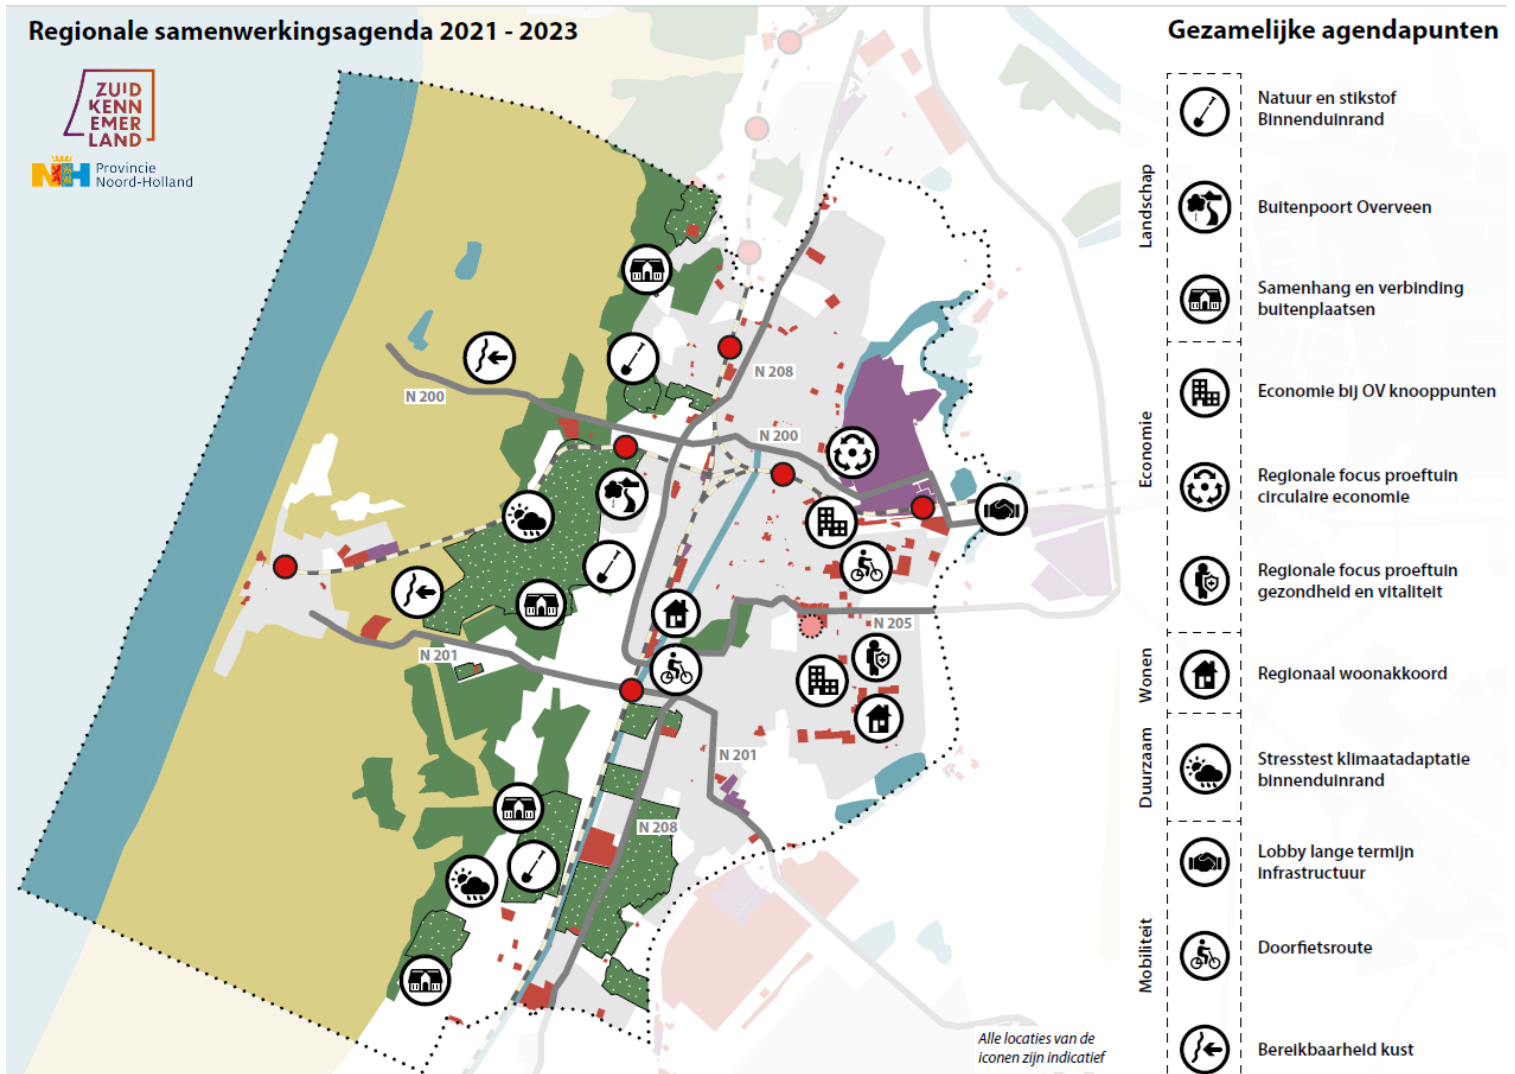 Regionale samenwerkingsagenda 2021 - 2023
ZUID
KENN
EMER
LAND
NH
Provincie
Noord-Holland
N 208
N 200
N 200
N 205
N 201
N 201
N 208
Alle locaties van de
iconen zijn indicatief
Gezamelijke agendapunten
Landschap
Natuur en stikstof
Binnenduinrand
Buitenpoort Overveen
Samenhang en verbinding
buitenplaatsen
Economie
Economie bij OV knooppunten
Regionale focus proeftuin
circulaire economie
Regionale focus proeftuin
gezondheid en vitaliteit
Wonen
Regionaal woonakkoord
Duurzaam
Stresstest klimaatadaptatie
binnenduinrand
Mobiliteit
Lobby lange termijn
infrastructuur
Doorfietsroute
Bereikbaarheid kust